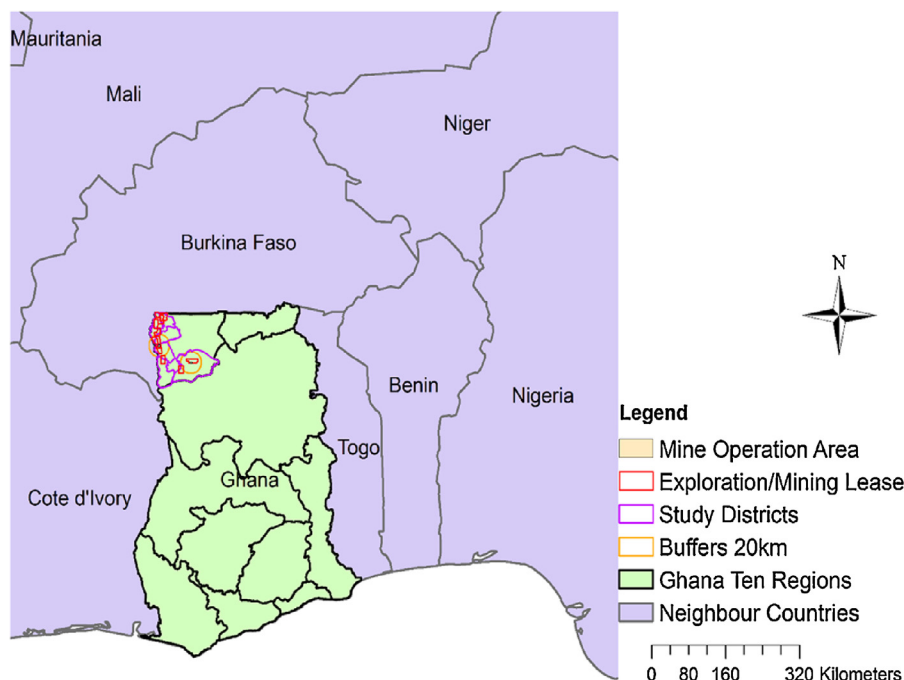 Mauritania
Mali
Niger
Burkina Faso
N
Benin
Nigeria
Togo
Ghana
Cote d'Ivory
Legend
Mine Operation Area
Exploration/Mining Lease
Study Districts
Buffers 20km
Ghana Ten Regions
Neighbour Countries
0 80 160 320 Kilometers